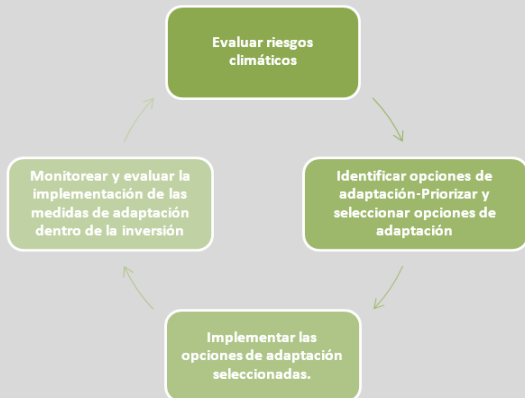 Evaluar riesgos
climáticos
Identificar opciones de
adaptación-Priorizar y
seleccionar opciones de
adaptación
Implementar las
opciones de adaptación
seleccionadas.
Monitorear y evaluar la
implementación de las
medidas de adaptación
dentro de la inversión